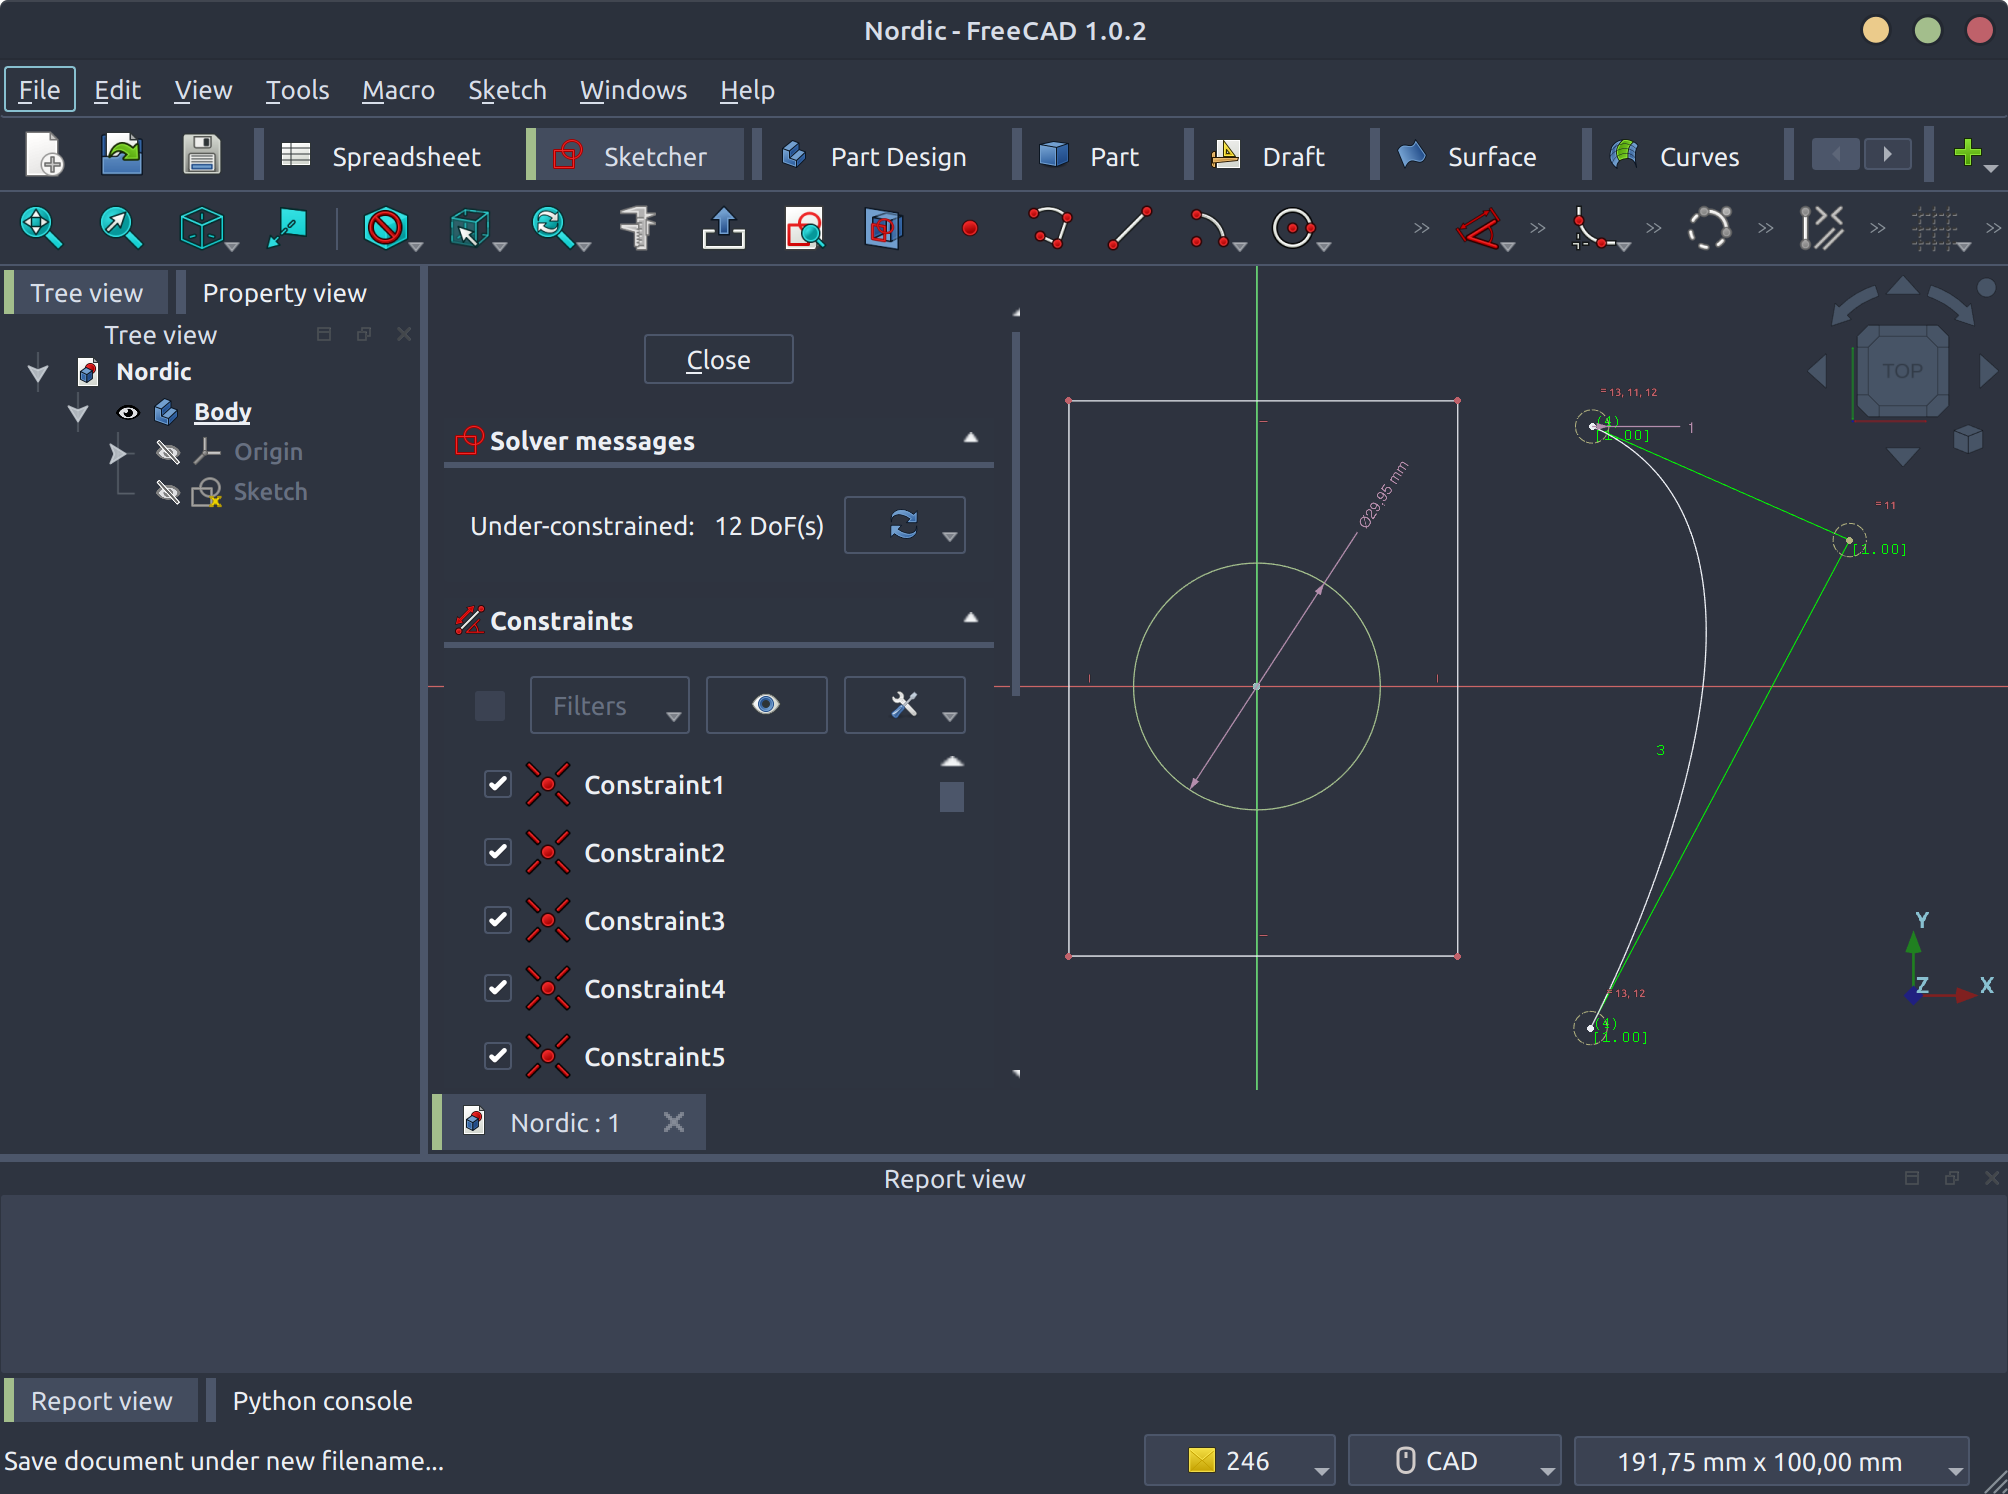 Nordic - FreeCAD 1.0.2
File Edit View Tools Macro Sketch Windows Help
Spreadsheet Sketcher Part Design Part Draft Surface Curves
Tree view Property view
Tree view
Nordic
Body
Origin
Sketch
Close
Solver messages
Under-constrained: 12 DoF(s)
Constraints
Filters
Constraint1
Constraint2
Constraint3
Constraint4
Constraint5
Ø29,95 mm
= 13, 11, 12
(4)
[1.00]
1
= 11
[1.00]
3
= 13, 12
(4)
[1.00]
TOP
Y
Z
X
Nordic : 1
Report view
Report view Python console
Save document under new filename...
246
CAD
191,75 mm x 100,00 mm